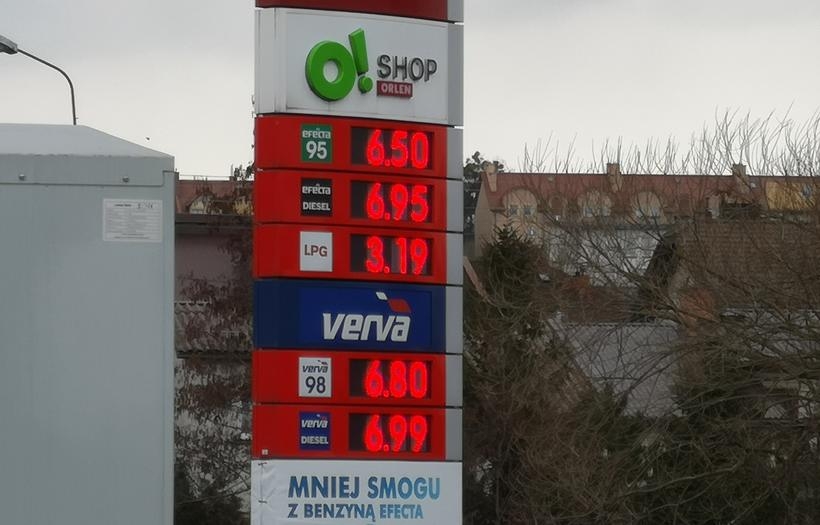 O! SHOP
ORLEN
efecta
95
6.50
efecta
DIESEL
6.95
LPG
3.19
verva
verva
98
6.80
verva
DIESEL
6.99
MNIEJ SMOGU
Z BENZYNĄ EFECTA